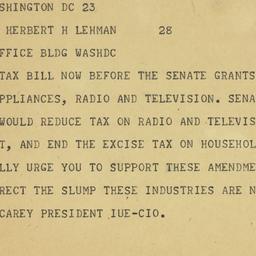 SHINGTON DC 23
HERBERT H LEHMAN 28
FFICE BLDG WASHDC
TAX BILL NOW BEFORE THE SENATE GRANTS
PPLIANCES, RADIO AND TELEVISION. SENA
WOULD REDUCE TAX ON RADIO AND TELEVIS
T, AND END THE EXCISE TAX ON HOUSEHOL
LLY URGE YOU TO SUPPORT THESE AMENDME
RECT THE SLUMP THESE INDUSTRIES ARE N
CAREY PRESIDENT IUE-CIO.